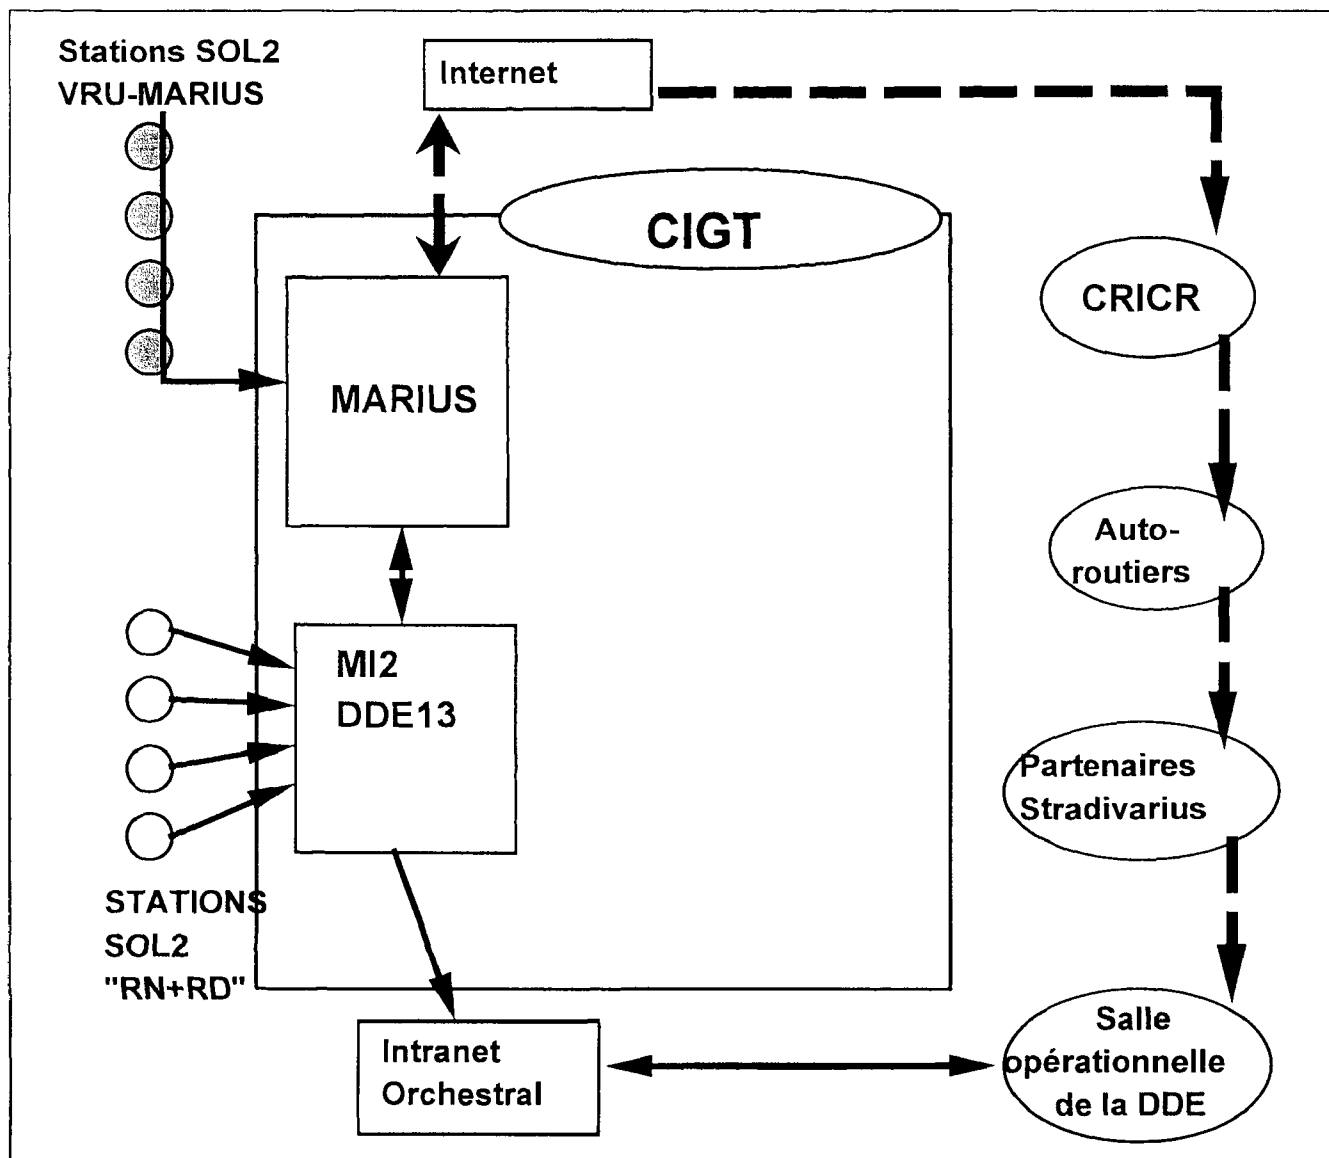 Stations SOL2
VRU-MARIUS
Internet
CIGT
CRICR
MARIUS
Auto-
routiers
MI2
DDE13
Partenaires
Stradivarius
STATIONS
SOL2
"RN+RD"
Intranet
Orchestral
Salle
opérationnelle
de la DDE